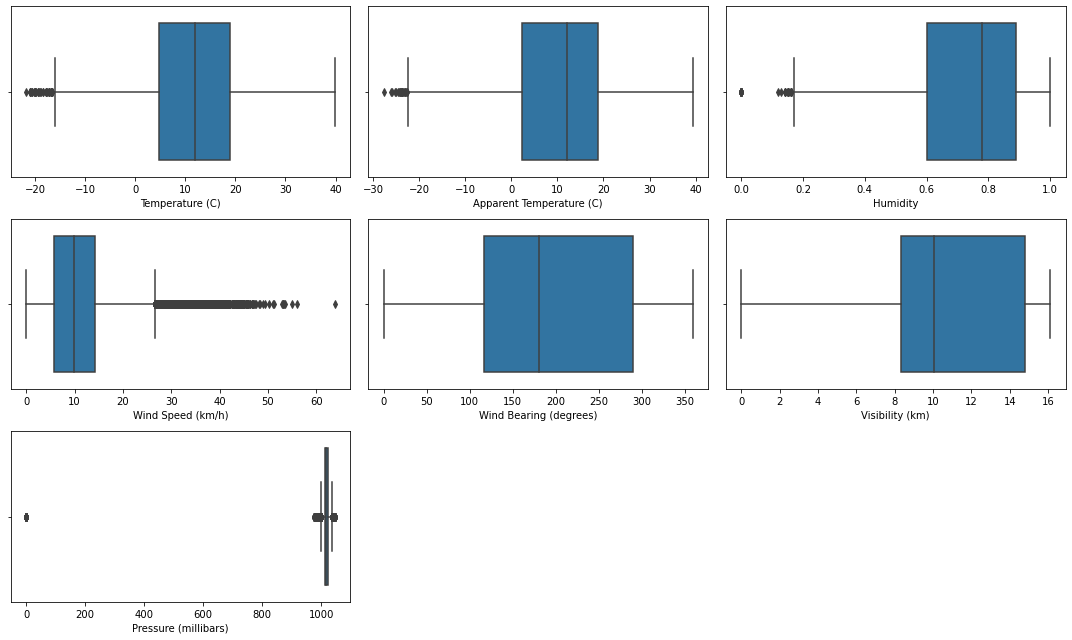 −20 −10 0 10 20 30 40
Temperature (C)
−30 −20 −10 0 10 20 30 40
Apparent Temperature (C)
0.0 0.2 0.4 0.6 0.8 1.0
Humidity
0 10 20 30 40 50 60
Wind Speed (km/h)
0 50 100 150 200 250 300 350
Wind Bearing (degrees)
0 2 4 6 8 10 12 14 16
Visibility (km)
0 200 400 600 800 1000
Pressure (millibars)